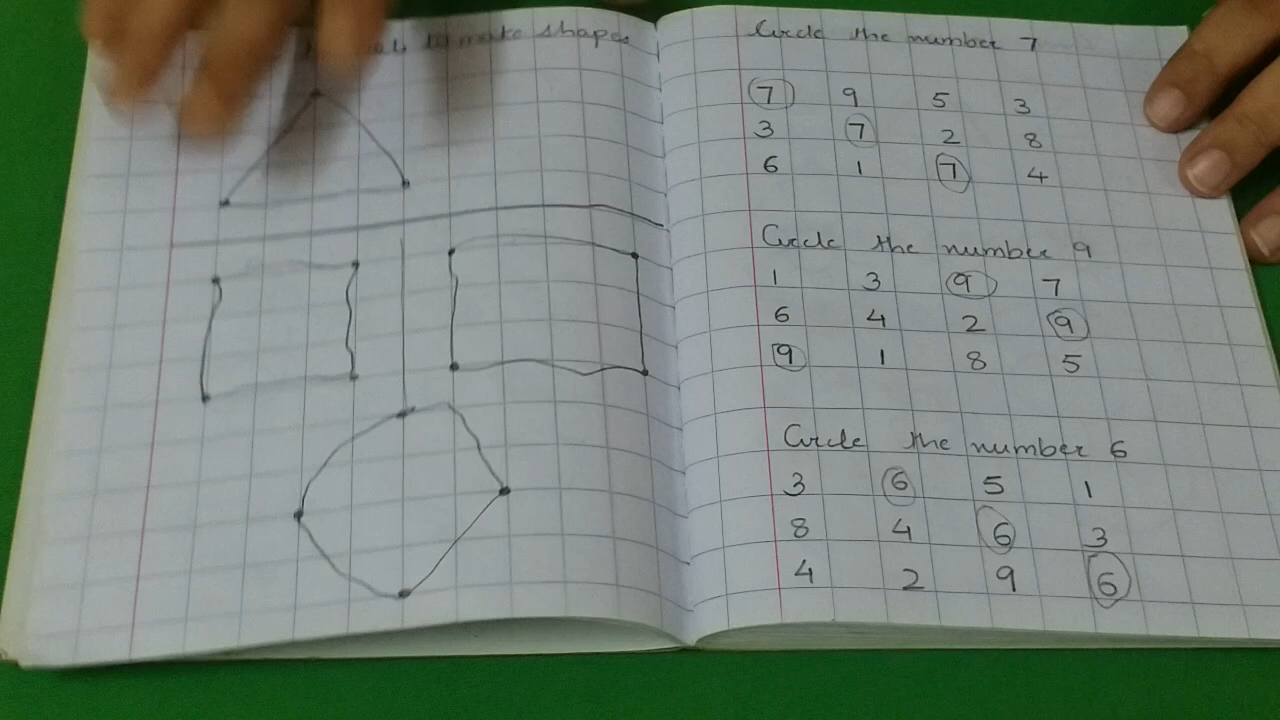 to make shapes
Circle the number 7
7 9 5 3
3 7 2 8
6 1 7 4
Circle the number 9
1 3 9 7
6 4 2 9
9 1 8 5
Circle the number 6
3 6 5 1
8 4 6 3
4 2 9 6